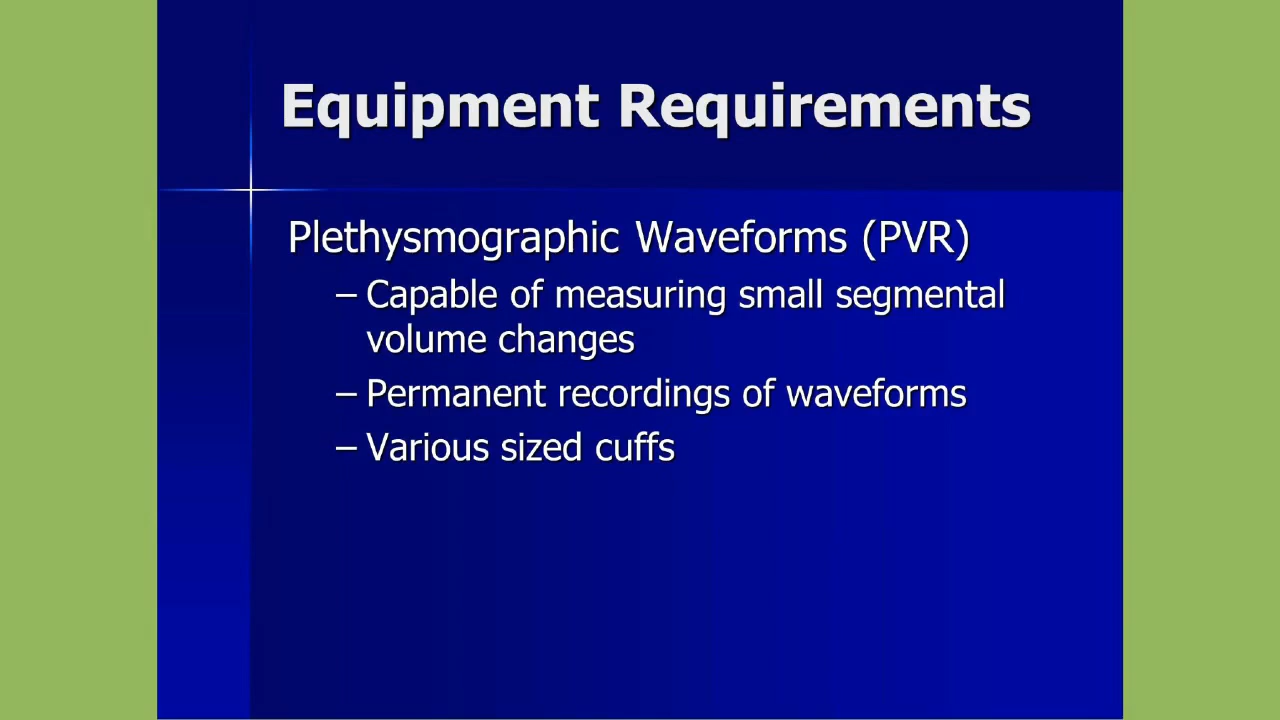 Equipment Requirements
Plethysmographic Waveforms (PVR)
– Capable of measuring small segmental
volume changes
– Permanent recordings of waveforms
– Various sized cuffs